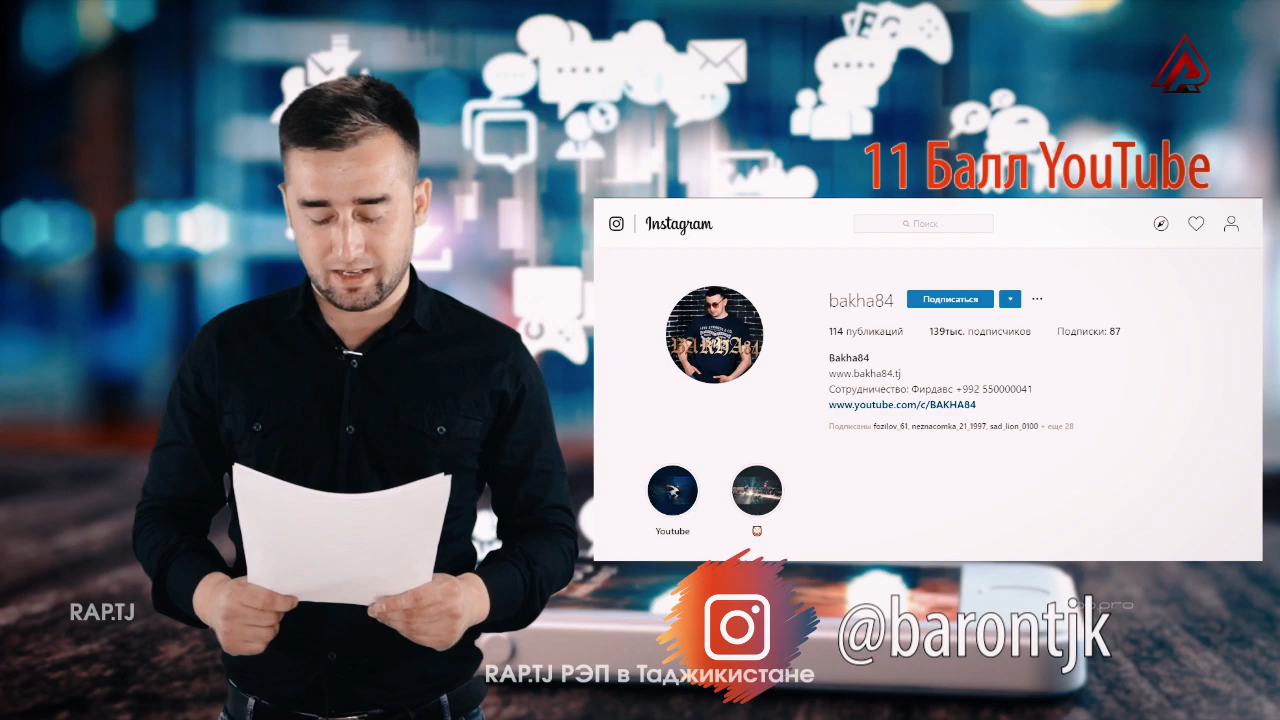 11 Балл YouTube
Instagram
Поиск
bakha84
Подписаться
114 публикаций 139тыс. подписчиков Подписки: 87
Bakha84
www.bakha84.tj
Сотрудничество: Фирдавс +992 550000041
www.youtube.com/c/BAKHA84
Подписаны fozilov_61, neznacomka_21_1997, sad_lion_0100 + еще 28
BAKHA84
Youtube
RAP.TJ
@barontjk
RAP.TJ РЭП в Таджикистане